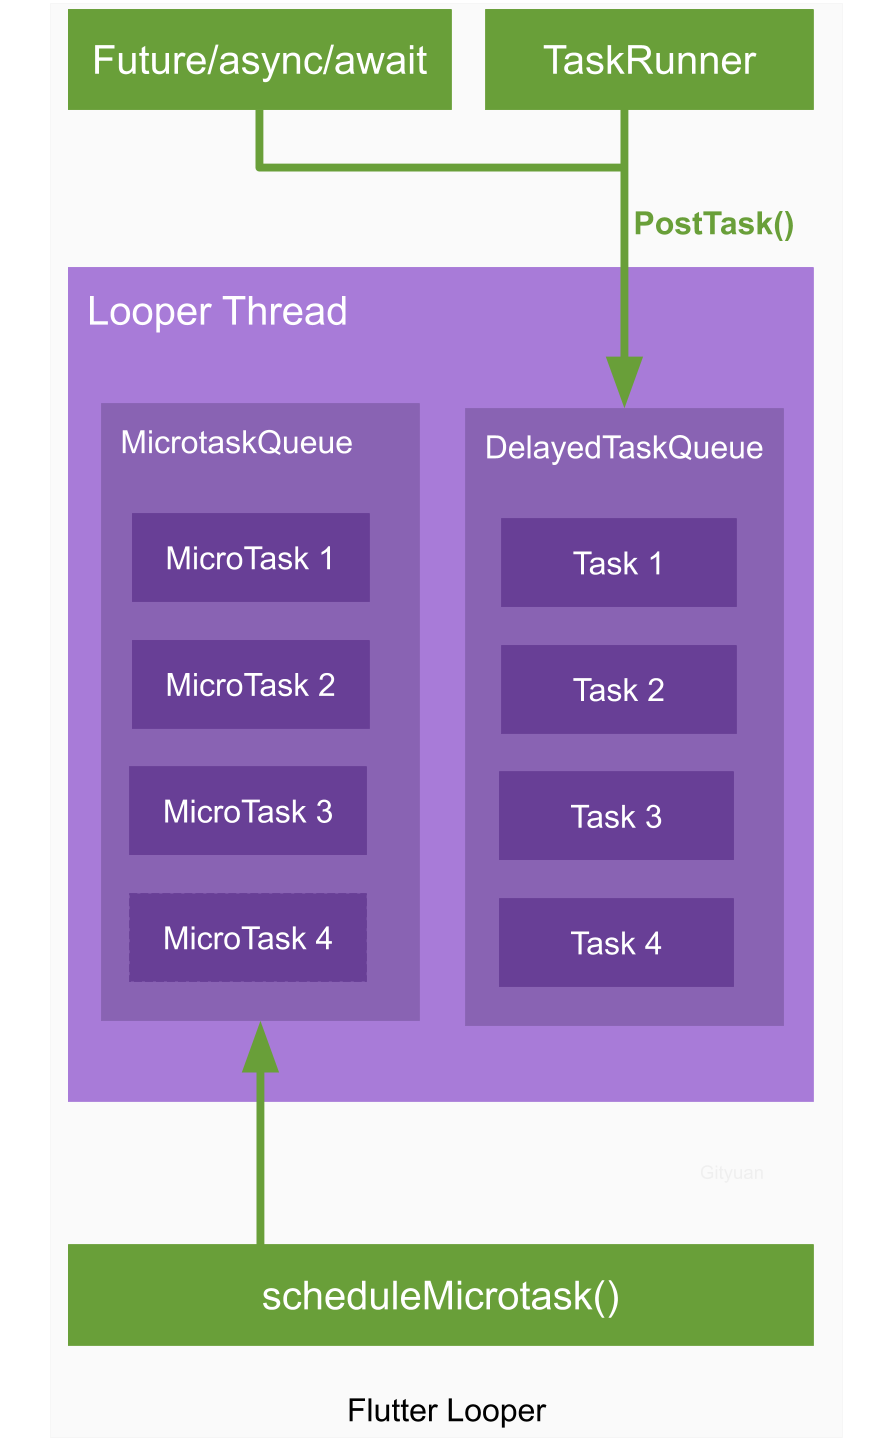 Future/async/await
TaskRunner
PostTask()
Looper Thread
MicrotaskQueue
MicroTask 1
MicroTask 2
MicroTask 3
MicroTask 4
DelayedTaskQueue
Task 1
Task 2
Task 3
Task 4
Gityuan
scheduleMicrotask()
Flutter Looper